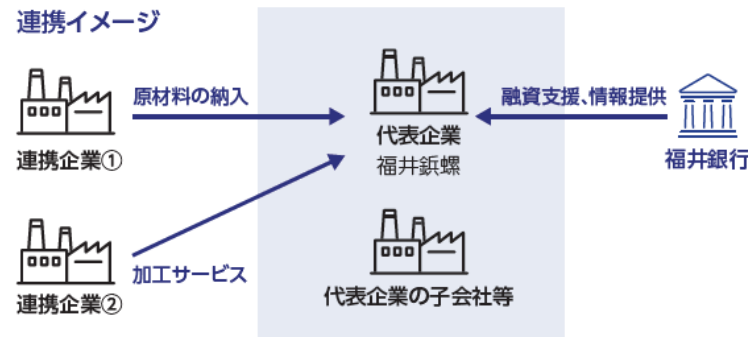 連携イメージ
原材料の納入
連携企業①
代表企業
福井鋲螺
融資支援、情報提供
福井銀行
加工サービス
連携企業②
代表企業の子会社等